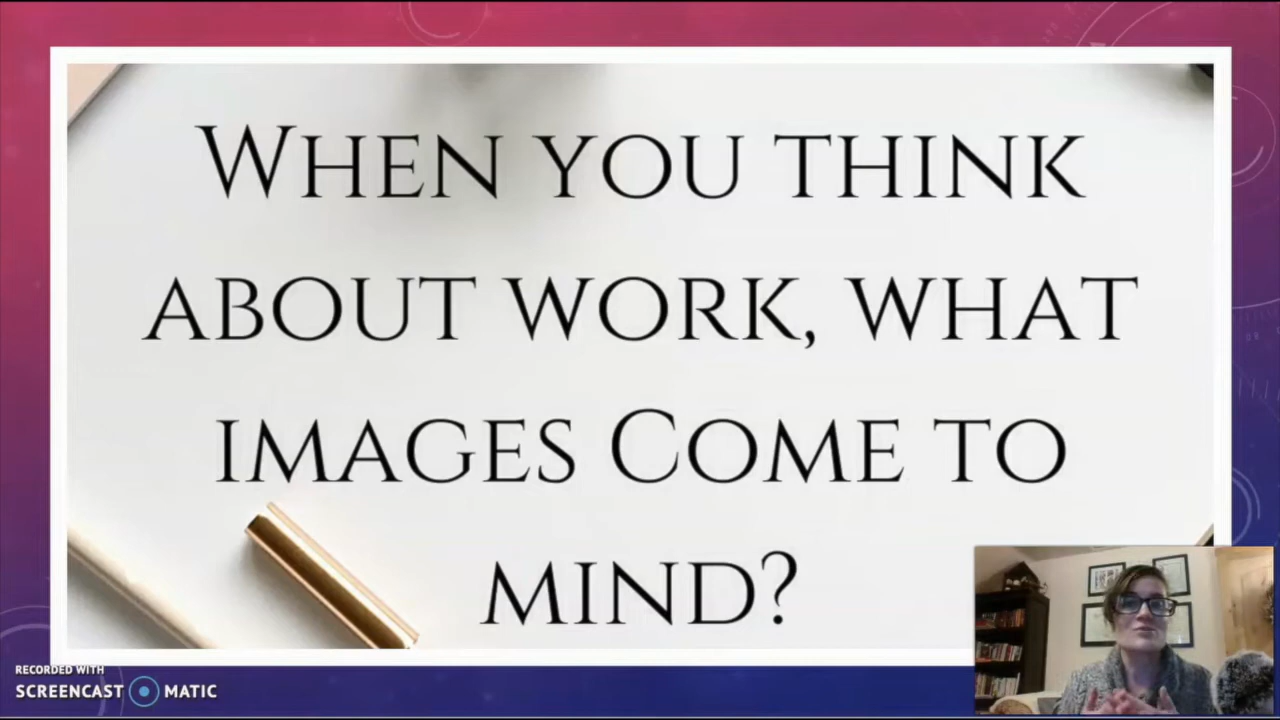 When you think
about work, what
images Come to
mind?
RECORDED WITH
SCREENCAST MATIC